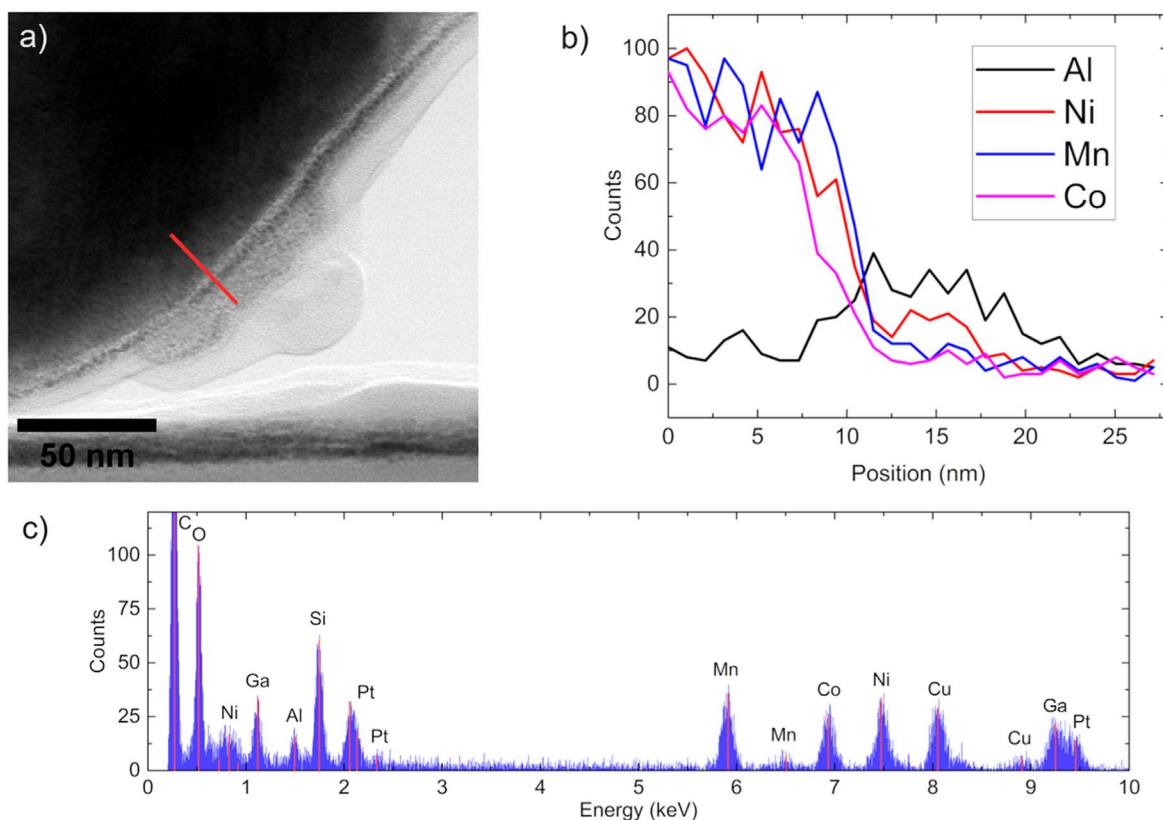 a)
50 nm
b)
100
80
60
40
20
0
Counts
Al
Ni
Mn
Co
0 5 10 15 20 25
Position (nm)
c)
100
75
50
25
0
Counts
C O Ni Ga Al Si Pt Pt Mn Mn Co Ni Cu Cu Ga Pt
0 1 2 3 4 5 6 7 8 9 10
Energy (keV)